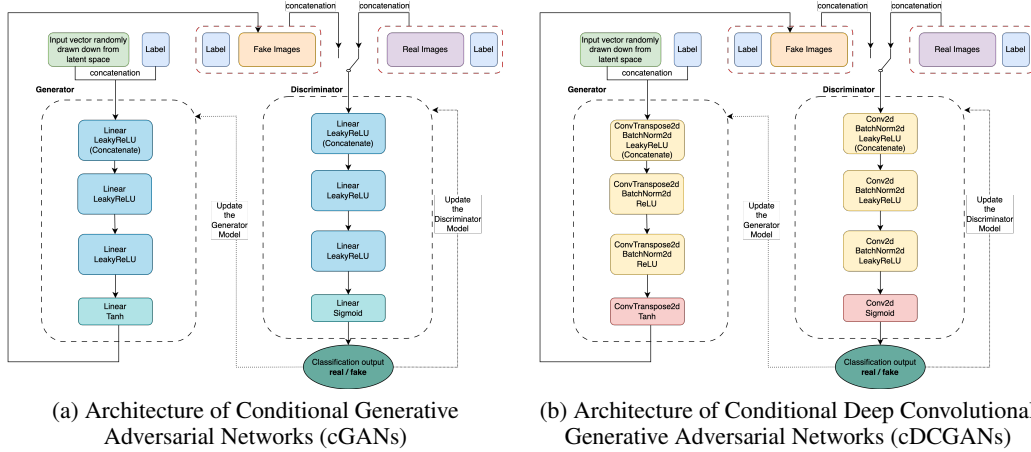 concatenation
Input vector randomly
drawn down from
latent space
Label
Label
Fake Images
Real Images
Label
concatenation
Generator
Discriminator
Linear
LeakyReLU
(Concatenate)
Linear
LeakyReLU
Linear
LeakyReLU
Linear
Tanh
Update
the
Generator
Model
Linear
LeakyReLU
(Concatenate)
Linear
LeakyReLU
Linear
LeakyReLU
Linear
Sigmoid
Update
the
Discriminator
Model
Classification output
real / fake
(a) Architecture of Conditional Generative
Adversarial Networks (cGANs)
concatenation
Input vector randomly
drawn down from
latent space
Label
Label
Fake Images
Real Images
Label
concatenation
Generator
Discriminator
ConvTranspose2d
BatchNorm2d
LeakyReLU
(Concatenate)
ConvTranspose2d
BatchNorm2d
ReLU
ConvTranspose2d
BatchNorm2d
ReLU
ConvTranspose2d
Tanh
Update
the
Generator
Model
Conv2d
BatchNorm2d
LeakyReLU
(Concatenate)
Conv2d
BatchNorm2d
LeakyReLU
Conv2d
BatchNorm2d
LeakyReLU
Conv2d
Sigmoid
Update
the
Discriminator
Model
Classification output
real / fake
(b) Architecture of Conditional Deep Convolutional
Generative Adversarial Networks (cDCGANs)